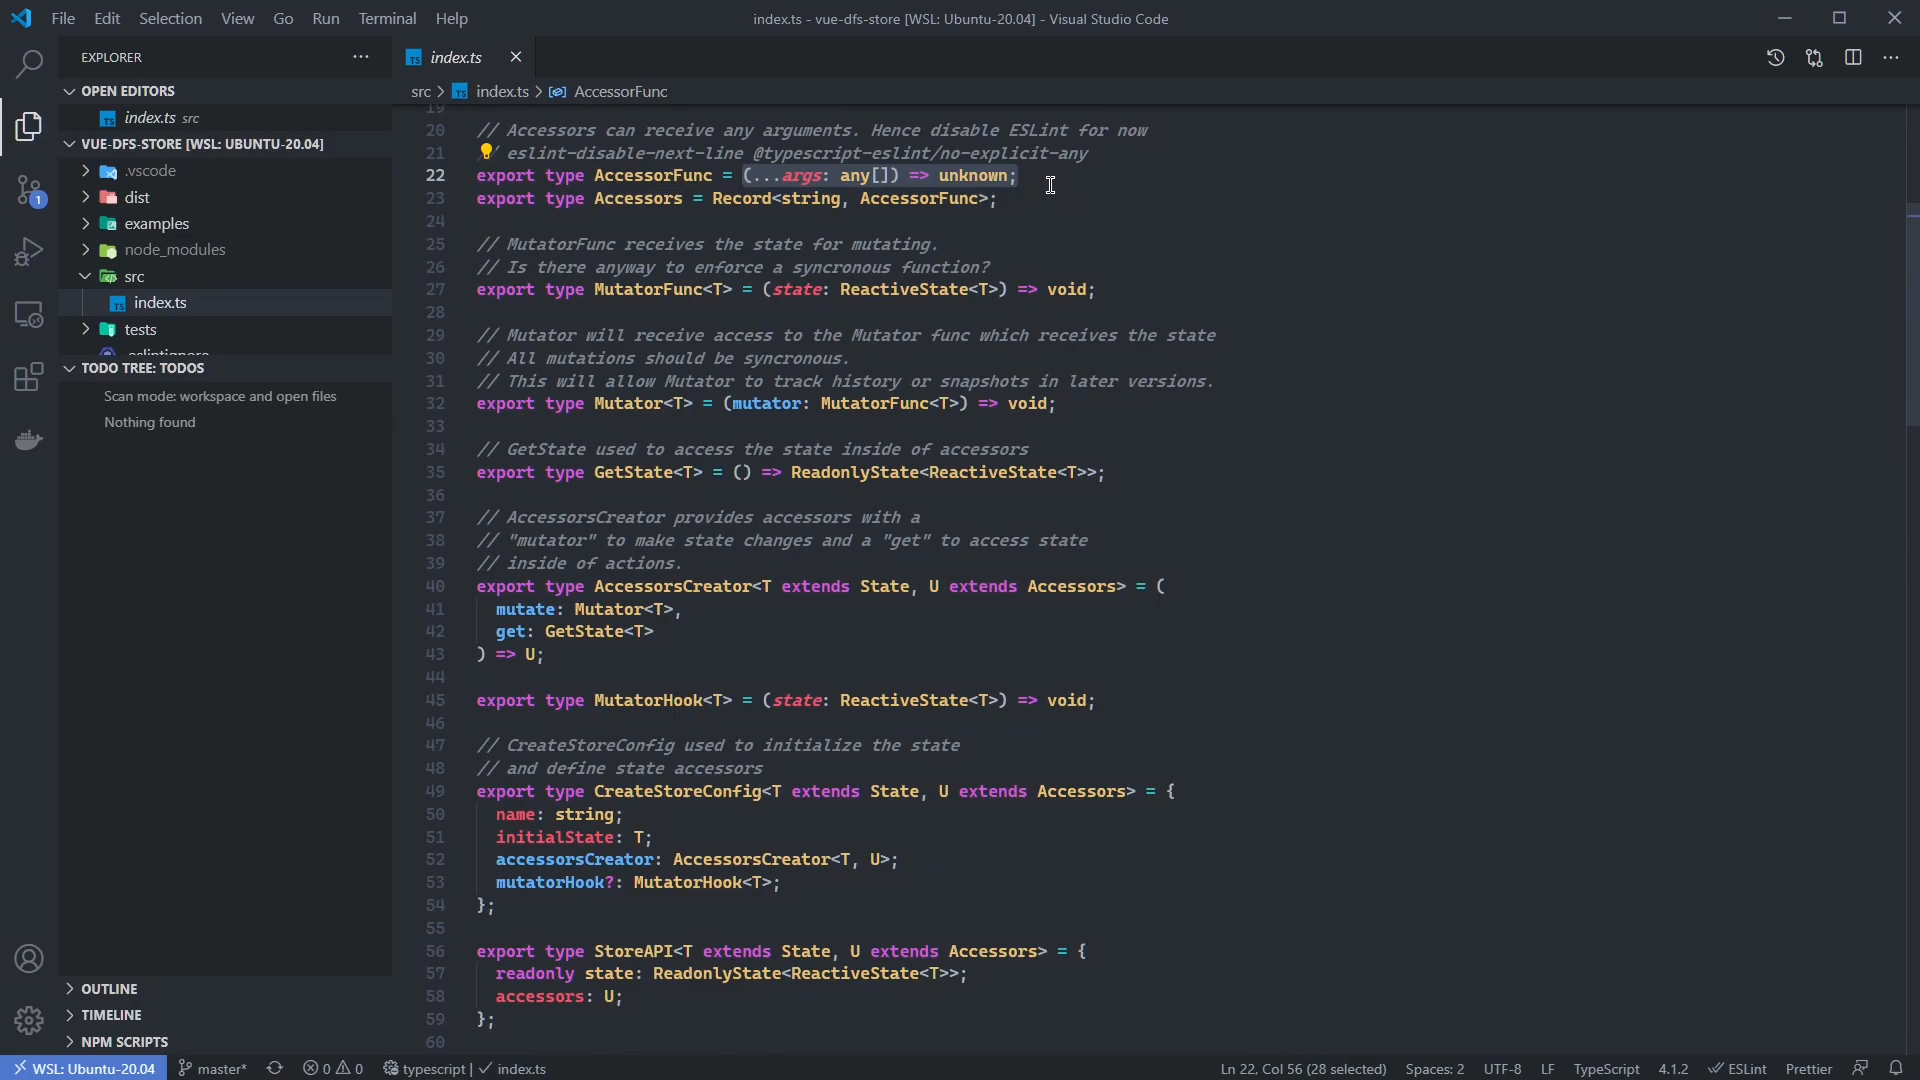 File Edit Selection View Go Run Terminal Help
index.ts - vue-dfs-store [WSL: Ubuntu-20.04] - Visual Studio Code
EXPLORER
OPEN EDITORS
TS index.ts src
VUE-DFS-STORE [WSL: UBUNTU-20.04]
.vscode
dist
examples
node_modules
src
TS index.ts
tests
.eslintignore
TODO TREE: TODOS
Scan mode: workspace and open files
Nothing found
OUTLINE
TIMELINE
NPM SCRIPTS
1
TS index.ts
src > TS index.ts > AccessorFunc
19
20 // Accessors can receive any arguments. Hence disable ESLint for now
21 // eslint-disable-next-line @typescript-eslint/no-explicit-any
22 export type AccessorFunc = (...args: any[]) => unknown;
23 export type Accessors = Record<string, AccessorFunc>;
24
25 // MutatorFunc receives the state for mutating.
26 // Is there anyway to enforce a syncronous function?
27 export type MutatorFunc<T> = (state: ReactiveState<T>) => void;
28
29 // Mutator will receive access to the Mutator func which receives the state
30 // All mutations should be syncronous.
31 // This will allow Mutator to track history or snapshots in later versions.
32 export type Mutator<T> = (mutator: MutatorFunc<T>) => void;
33
34 // GetState used to access the state inside of accessors
35 export type GetState<T> = () => ReadonlyState<ReactiveState<T>>;
36
37 // AccessorsCreator provides accessors with a
38 // "mutator" to make state changes and a "get" to access state
39 // inside of actions.
40 export type AccessorsCreator<T extends State, U extends Accessors> = (
41 mutate: Mutator<T>,
42 get: GetState<T>
43 ) => U;
44
45 export type MutatorHook<T> = (state: ReactiveState<T>) => void;
46
47 // CreateStoreConfig used to initialize the state
48 // and define state accessors
49 export type CreateStoreConfig<T extends State, U extends Accessors> = {
50 name: string;
51 initialState: T;
52 accessorsCreator: AccessorsCreator<T, U>;
53 mutatorHook?: MutatorHook<T>;
54 };
55
56 export type StoreAPI<T extends State, U extends Accessors> = {
57 readonly state: ReadonlyState<ReactiveState<T>>;
58 accessors: U;
59 };
60
WSL: Ubuntu-20.04 master* 0 0 typescript | index.ts Ln 22, Col 56 (28 selected) Spaces: 2 UTF-8 LF TypeScript 4.1.2 ESLint Prettier